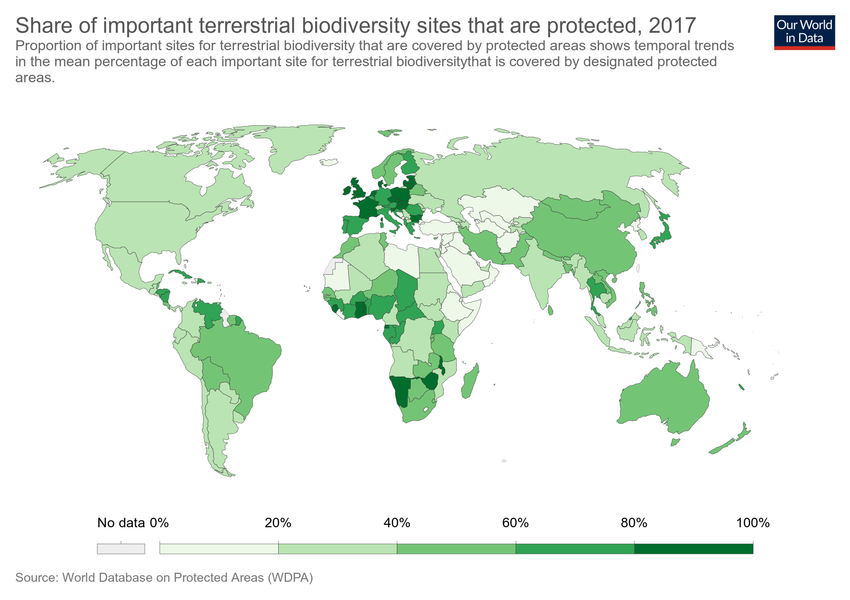 Share of important terrerstrial biodiversity sites that are protected, 2017
Our World
in Data
Proportion of important sites for terrestrial biodiversity that are covered by protected areas shows temporal trends
in the mean percentage of each important site for terrestrial biodiversitythat is covered by designated protected
areas.
No data 0% 20% 40% 60% 80% 100%
Source: World Database on Protected Areas (WDPA)